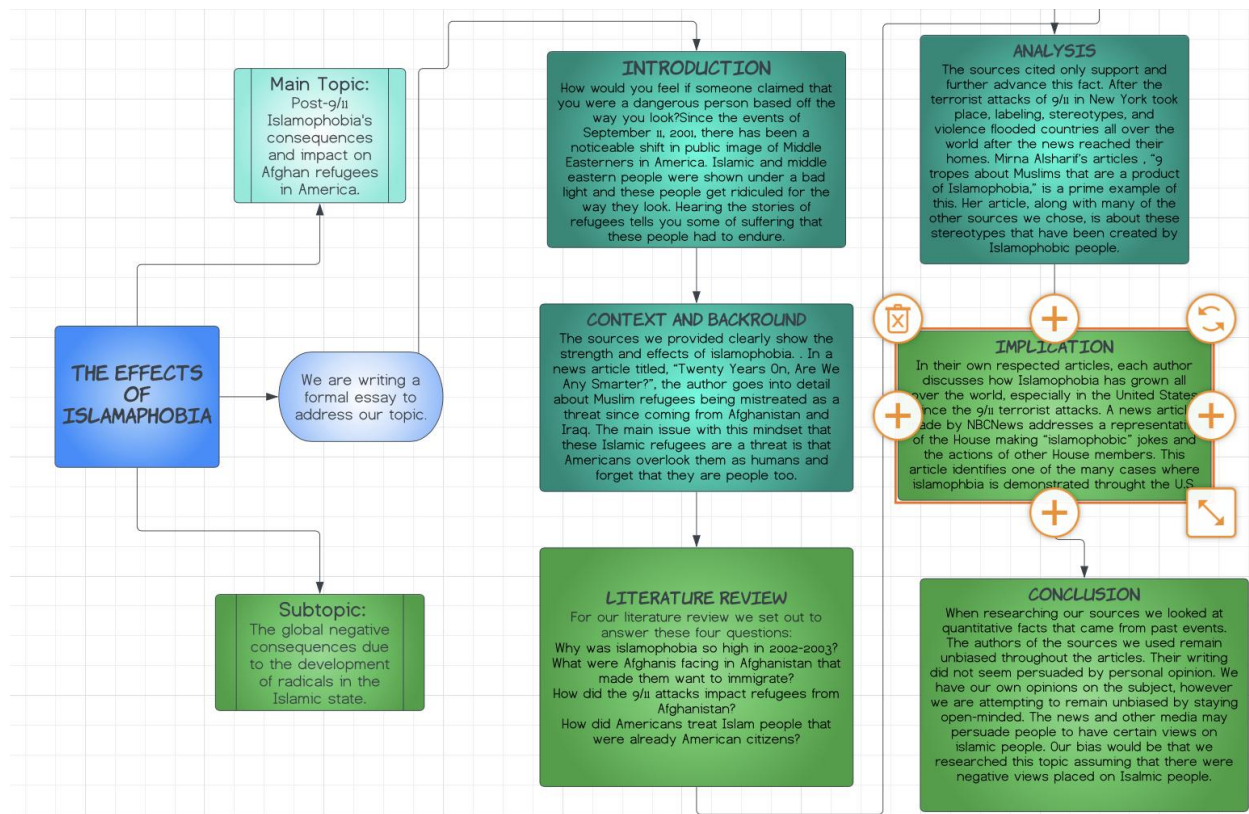 THE EFFECTS
OF
ISLAMAPHOBIA
Main Topic:
Post-9/11
Islamophobia's
consequences
and impact on
Afghan refugees
in America.
We are writing a
formal essay to
address our topic.
Subtopic:
The global negative
consequences due
to the development
of radicals in the
Islamic state.
INTRODUCTION
How would you feel if someone claimed that
you were a dangerous person based off the
way you look?Since the events of
September 11, 2001, there has been a
noticeable shift in public image of Middle
Easterners in America. Islamic and middle
eastern people were shown under a bad
light and these people get ridiculed for the
way they look. Hearing the stories of
refugees tells you some of suffering that
these people had to endure.
CONTEXT AND BACKROUND
The sources we provided clearly show the
strength and effects of islamophobia. . In a
news article titled, "Twenty Years On, Are We
Any Smarter?", the author goes into detail
about Muslim refugees being mistreated as a
threat since coming from Afghanistan and
Iraq. The main issue with this mindset that
these Islamic refugees are a threat is that
Americans overlook them as humans and
forget that they are people too.
LITERATURE REVIEW
For our literature review we set out to
answer these four questions:
Why was islamophobia so high in 2002-2003?
What were Afghanis facing in Afghanistan that
made them want to immigrate?
How did the 9/11 attacks impact refugees from
Afghanistan?
How did Americans treat Islam people that
were already American citizens?
ANALYSIS
The sources cited only support and
further advance this fact. After the
terrorist attacks of 9/11 in New York took
place, labeling, stereotypes, and
violence flooded countries all over the
world after the news reached their
homes. Mirna Alsharif's articles , "9
tropes about Muslims that are a product
of Islamophobia," is a prime example of
this. Her article, along with many of the
other sources we chose, is about these
stereotypes that have been created by
Islamophobic people.
IMPLICATION
In their own respected articles, each author
discusses how Islamophobia has grown all
over the world, especially in the United States
the 9/11 terrorist attacks. A news
by NBCNews addresses a
of the House making "islamophobic" jokes and
the actions of other House members. This
article identifies one of the many cases where
islamophbia is demonstrated throught the U.S.
CONCLUSION
When researching our sources we looked at
quantitative facts that came from past events.
The authors of the sources we used remain
unbiased throughout the articles. Their writing
did not seem persuaded by personal opinion. We
have our own opinions on the subject, however
we are attempting to remain unbiased by staying
open-minded. The news and other media may
persuade people to have certain views on
islamic people. Our bias would be that we
researched this topic assuming that there were
negative views placed on Isalmic people.